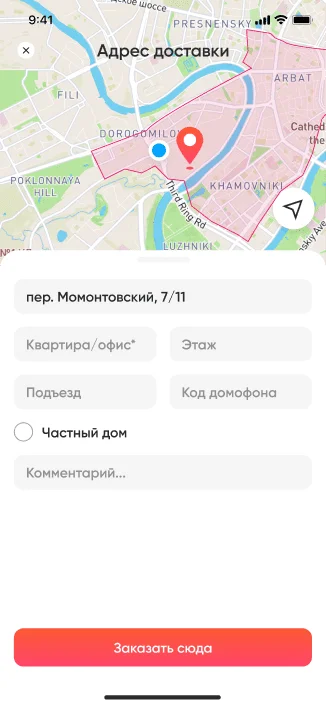 ское шоссе
PRESNENSKY
9:41
Адрес доставки
ARBAT
FILI
DOROGOMILOV
Cathed
the
POKLONNAYA
HILL
KHAMOVNIKI
Third Ring Rd
LUZHNIKI
пер. Момонтовский, 7/11
Квартира/офис*
Этаж
Подъезд
Код домофона
Частный дом
Комментарий...
Заказать сюда